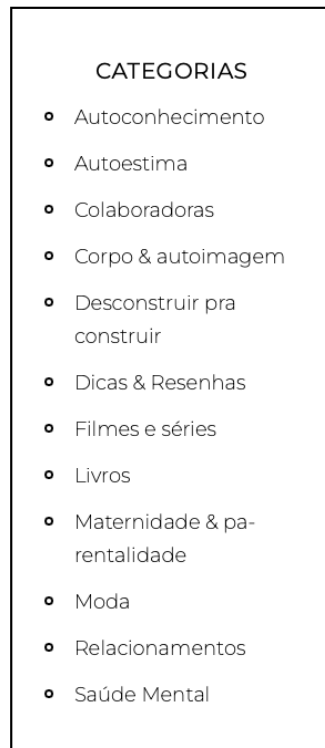 CATEGORIAS
Autoconhecimento
Autoestima
Colaboradoras
Corpo & autoimagem
Desconstruir pra
construir
Dicas & Resenhas
Filmes e séries
Livros
Maternidade & pa-
rentalidade
Moda
Relacionamentos
Saúde Mental